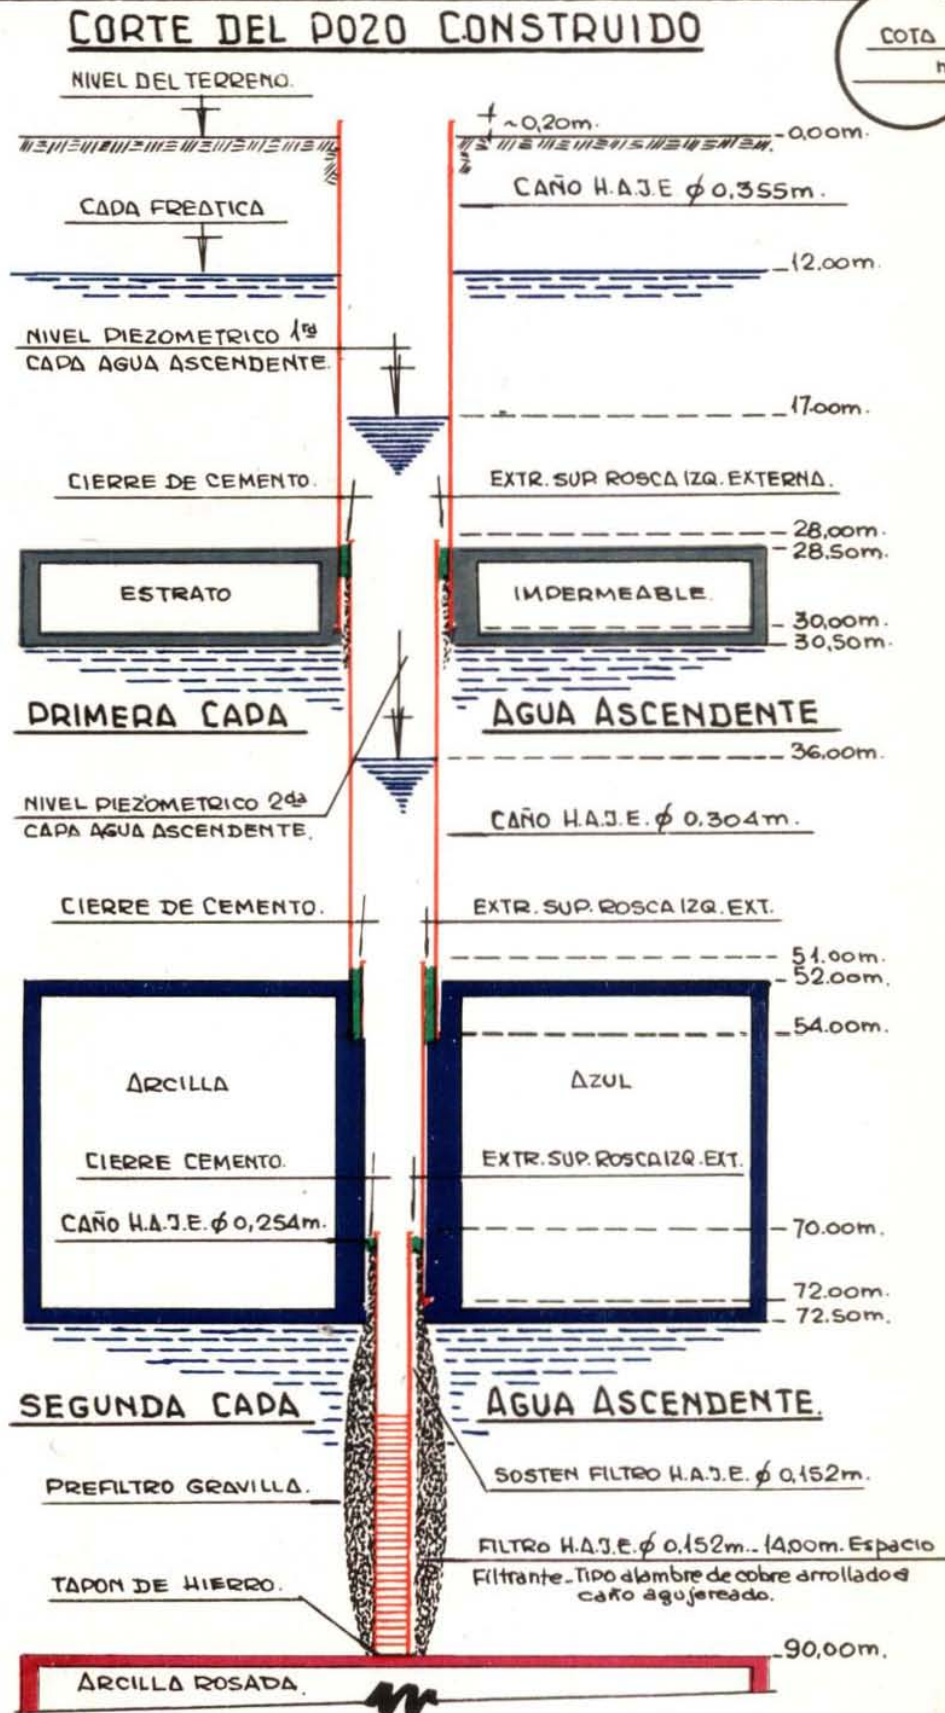 CORTE DEL POZO CONSTRUIDO
COTA
NIVEL DEL TERRENO.
+ ~0,20m.
-0,00m.
CAÑO H.A.J.E ϕ 0,355m.
CAPA FREATICA
12.00m.
NIVEL PIEZOMETRICO 1ra
CAPA AGUA ASCENDENTE.
17.00m.
CIERRE DE CEMENTO.
EXTR. SUP. ROSCA IZQ. EXTERNA.
28,00m.
28,50m.
ESTRATO
IMPERMEABLE.
30,00m.
30,50m.
PRIMERA CAPA
AGUA ASCENDENTE
36.00m.
NIVEL PIEZOMETRICO 2da
CAPA AGUA ASCENDENTE.
CAÑO H.A.J.E. ϕ 0.304m.
CIERRE DE CEMENTO.
EXTR. SUP. ROSCA IZQ. EXT.
51.00m.
52.00m.
54.00m.
ARCILLA
AZUL
CIERRE CEMENTO.
EXTR. SUP. ROSCA IZQ. EXT.
CAÑO H.A.J.E. ϕ 0,254m.
70.00m.
72.00m.
72.50m.
SEGUNDA CAPA
AGUA ASCENDENTE.
PREFILTRO GRAVILLA.
SOSTEN FILTRO H.A.J.E. ϕ 0,152m.
FILTRO H.A.J.E. ϕ 0.152m.-14,00m. Espacio
Filtrante-Tipo alambre de cobre arrollado a
caño agujereado.
TAPON DE HIERRO.
90,00m.
ARCILLA ROSADA.